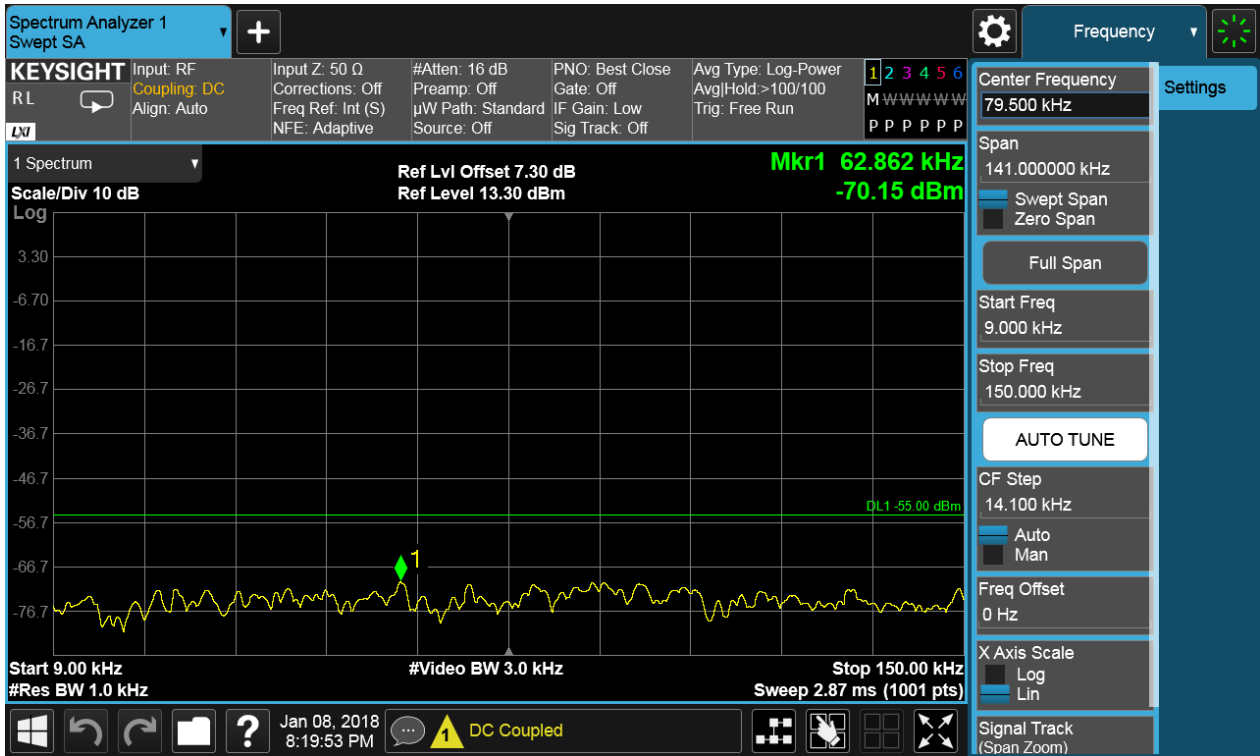 Spectrum Analyzer 1
Swept SA
+
Frequency
KEYSIGHT
R L
LXI
Input: RF
Coupling: DC
Align: Auto
Input Z: 50 Ω
Corrections: Off
Freq Ref: Int (S)
NFE: Adaptive
#Atten: 16 dB
Preamp: Off
µW Path: Standard
Source: Off
PNO: Best Close
Gate: Off
IF Gain: Low
Sig Track: Off
Avg Type: Log-Power
Avg|Hold:>100/100
Trig: Free Run
1 2 3 4 5 6
M W W W W W
P P P P P P
1 Spectrum
Scale/Div 10 dB
Ref Lvl Offset 7.30 dB
Ref Level 13.30 dBm
Mkr1 62.862 kHz
-70.15 dBm
Log
3.30
-6.70
-16.7
-26.7
-36.7
-46.7
-56.7
-66.7
-76.7
DL1 -55.00 dBm
1
Start 9.00 kHz
#Video BW 3.0 kHz
Stop 150.00 kHz
#Res BW 1.0 kHz
Sweep 2.87 ms (1001 pts)
Center Frequency
79.500 kHz
Span
141.000000 kHz
Swept Span
Zero Span
Full Span
Start Freq
9.000 kHz
Stop Freq
150.000 kHz
AUTO TUNE
CF Step
14.100 kHz
Auto
Man
Freq Offset
0 Hz
X Axis Scale
Log
Lin
Signal Track
(Span Zoom)
Settings
?
Jan 08, 2018
8:19:53 PM
1
DC Coupled